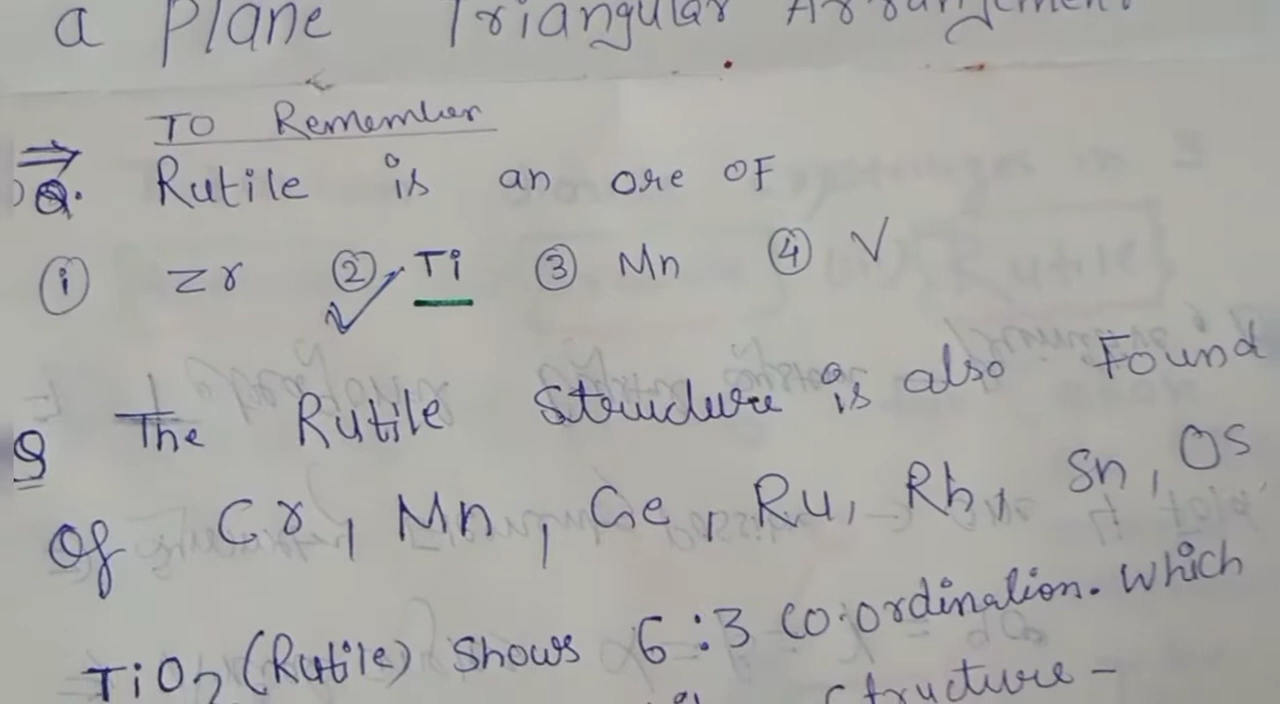 a Plane Triangular Arrangement
TO Remember
⇒ Q. Rutile is an ore OF
① Zr ② ✓ Ti ③ Mn ④ V
Q The Rutile Structure is also Found
of Cr, Mn, Ge, Ru, Rh, Sn, Os
TiO2 (Rutile) Shows 6:3 Co-ordination. which
structure -